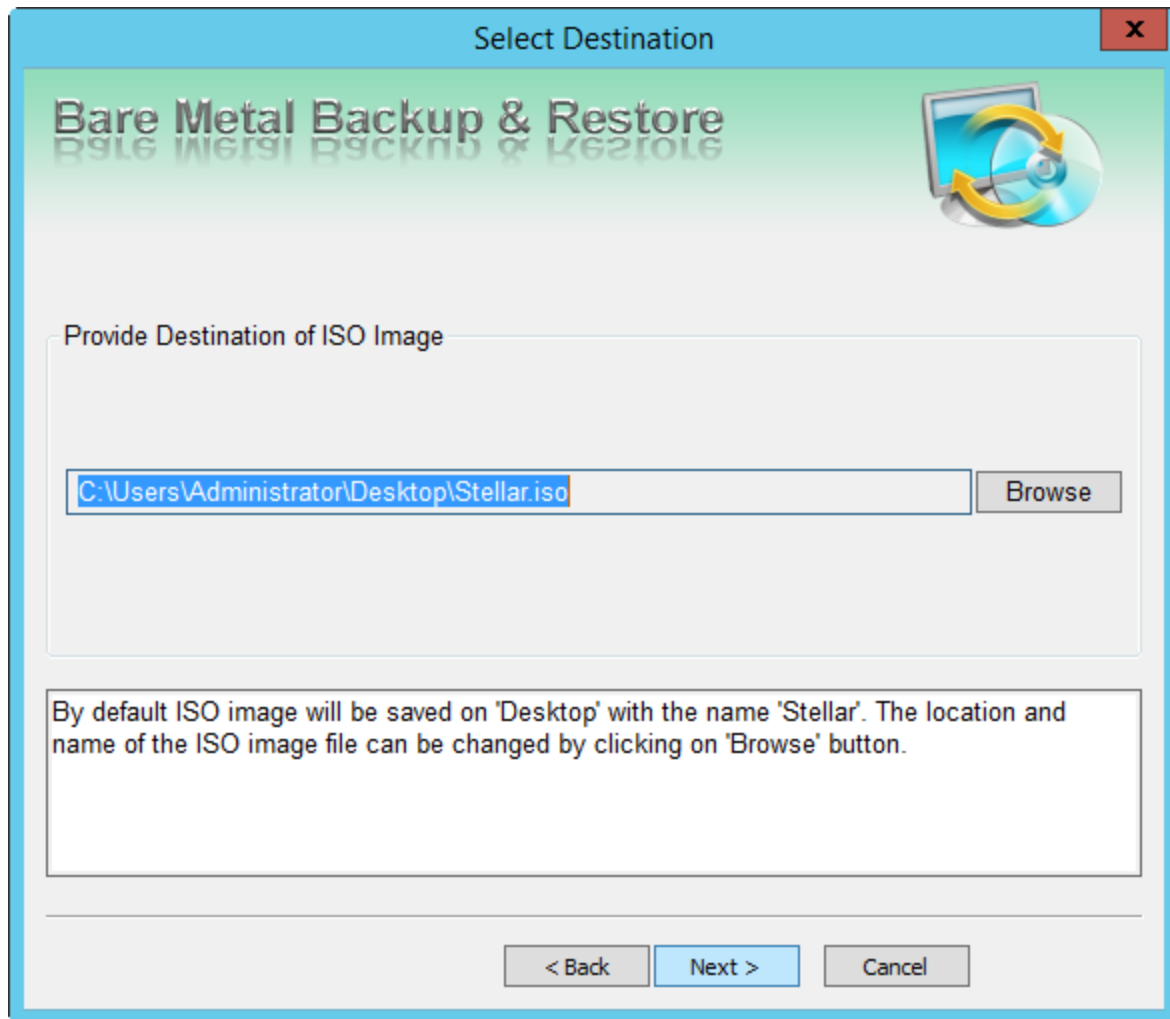 Select Destination
x
Bare Metal Backup & Restore
Provide Destination of ISO Image
C:\Users\Administrator\Desktop\Stellar.iso
Browse
By default ISO image will be saved on 'Desktop' with the name 'Stellar'. The location and
name of the ISO image file can be changed by clicking on 'Browse' button.
< Back
Next >
Cancel